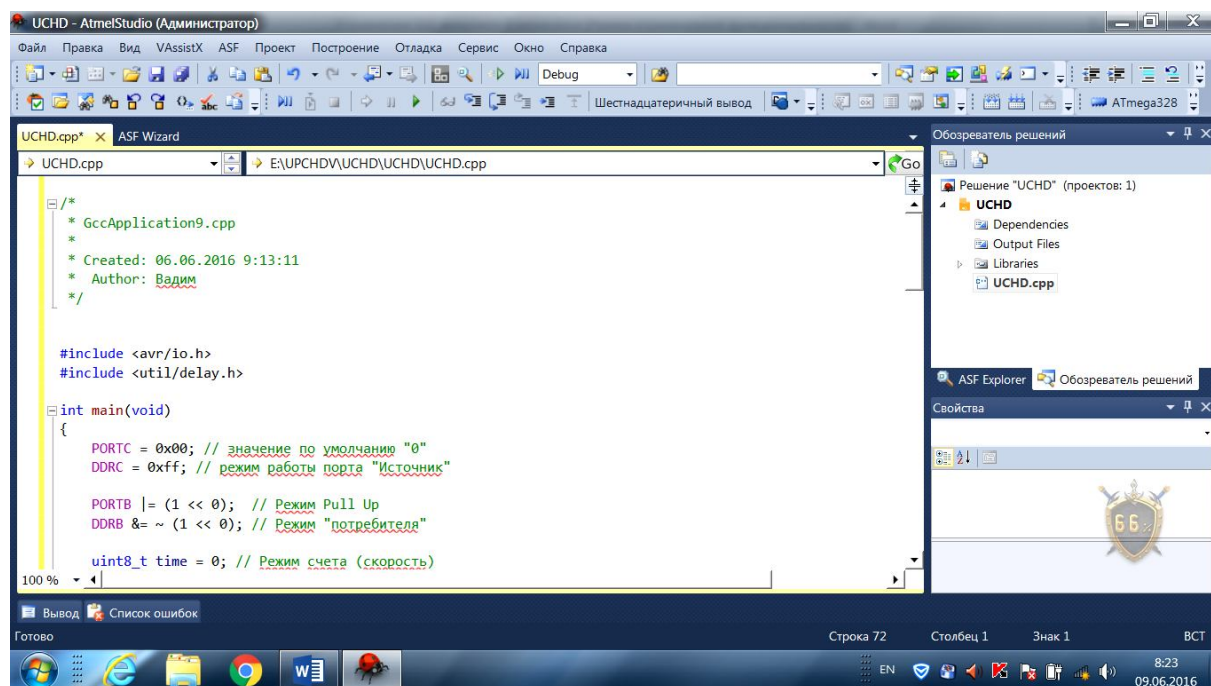 UCHD - AtmelStudio (Администратор)
Файл Правка Вид VAssistX ASF Проект Построение Отладка Сервис Окно Справка
Debug
Шестнадцатеричный вывод
ATmega328
UCHD.cpp* ASF Wizard
UCHD.cpp E:\UPCHDV\UCHD\UCHD\UCHD.cpp Go
/*
* GccApplication9.cpp
*
* Created: 06.06.2016 9:13:11
* Author: Вадим
*/
#include <avr/io.h>
#include <util/delay.h>
int main(void)
{
PORTC = 0x00; // значение по умолчанию "0"
DDRC = 0xff; // режим работы порта "Источник"
PORTB |= (1 << 0); // Режим Pull Up
DDRB &= ~ (1 << 0); // Режим "потребителя"
uint8_t time = 0; // Режим счета (скорость)
100 %
Обозреватель решений
Решение "UCHD" (проектов: 1)
UCHD
Dependencies
Output Files
Libraries
UCHD.cpp
ASF Explorer Обозреватель решений
Свойства
66%
Вывод Список ошибок
Готово Строка 72 Столбец 1 Знак 1 ВСТ
EN 8:23
09.06.2016